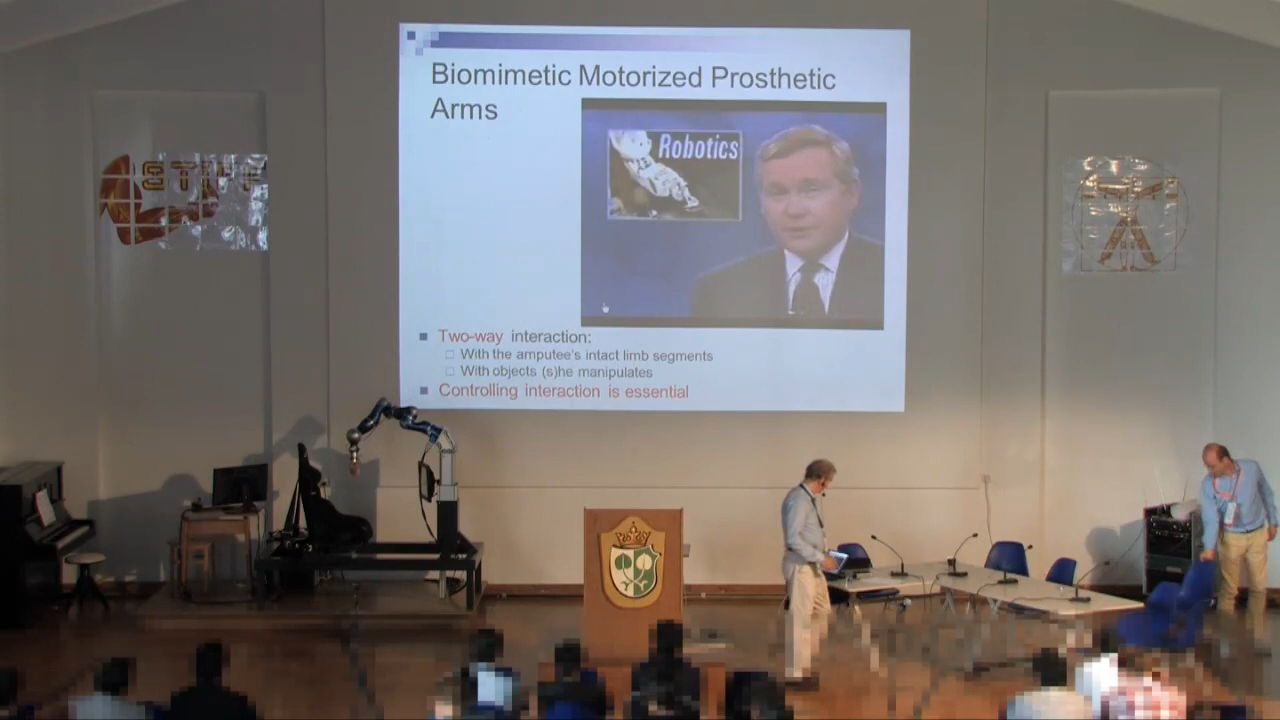 Biomimetic Motorized Prosthetic
Arms
Robotics
Two-way interaction:
With the amputee's intact limb segments
With objects (s)he manipulates
Controlling interaction is essential